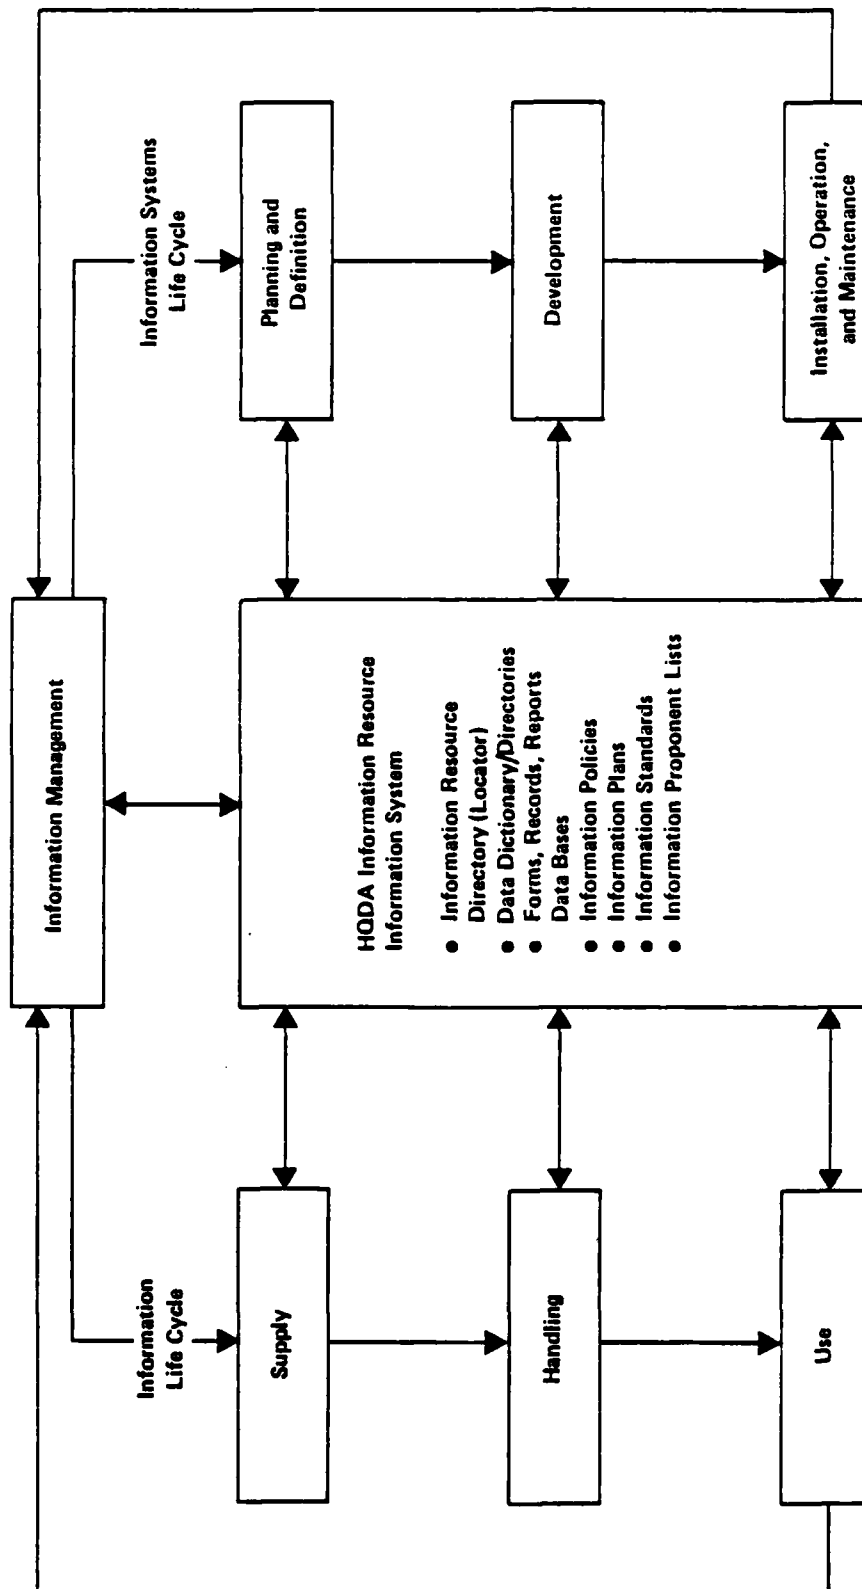 Information Management
Information
Life Cycle
Information Systems
Life Cycle
Supply
Handling
Use
HQDA Information Resource
Information System
● Information Resource
Directory (Locator)
● Data Dictionary/Directories
● Forms, Records, Reports
Data Bases
● Information Policies
● Information Plans
● Information Standards
● Information Proponent Lists
Planning and
Definition
Development
Installation, Operation,
and Maintenance